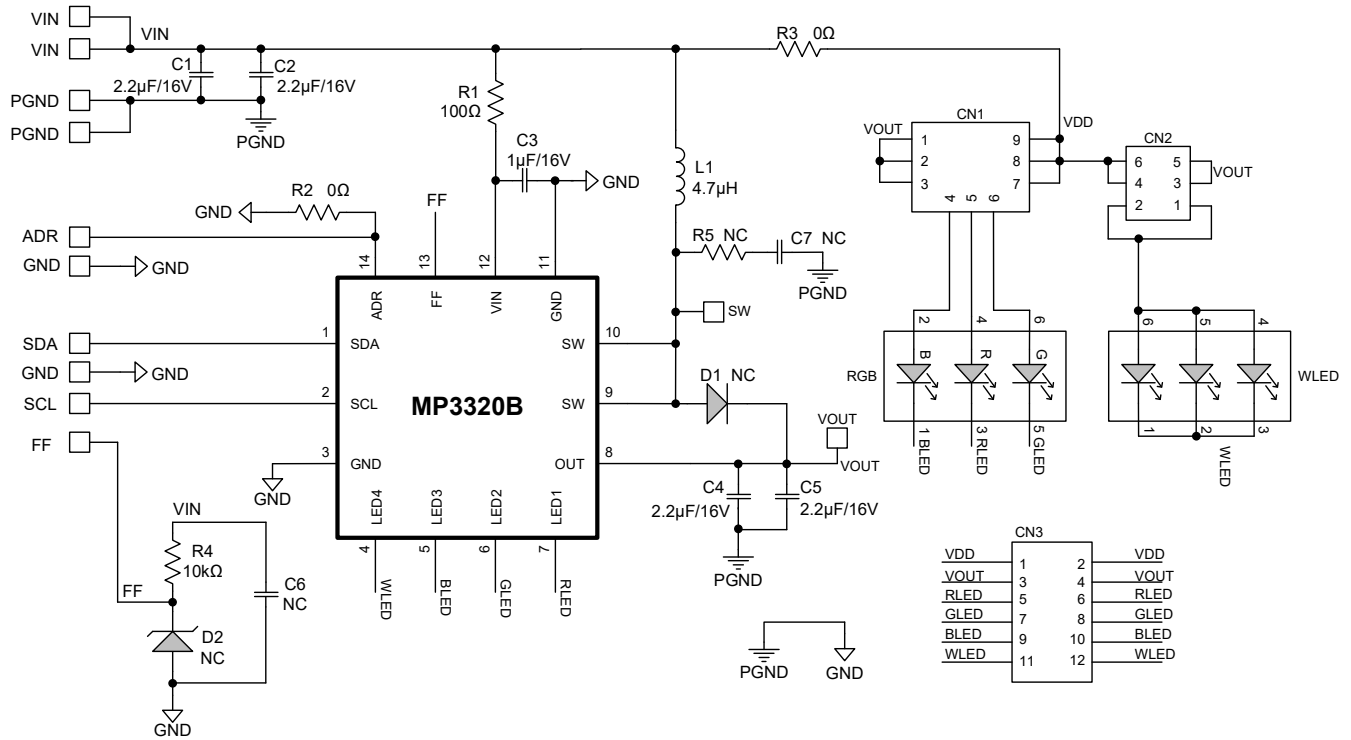 VIN
VIN
VIN
C1
2.2µF/16V
C2
2.2µF/16V
PGND
PGND
PGND
R1
100Ω
C3
1µF/16V
GND
R3 0Ω
L1
4.7µH
R5 NC
C7 NC
PGND
SW
R2 0Ω
GND
ADR
GND
GND
SDA
GND
GND
SCL
FF
FF
14
13
12
11
ADR
FF
VIN
GND
1
SDA
2
SCL
3
GND
GND
MP3320B
SW
10
SW
9
OUT
8
LED4
LED3
LED2
LED1
4
5
6
7
WLED
BLED
GLED
RLED
D1 NC
VOUT
VOUT
C4
2.2µF/16V
C5
2.2µF/16V
PGND
VIN
R4
10kΩ
FF
C6
NC
D2
NC
GND
PGND
GND
CN1
VOUT
1
2
3
9
8
7
4
5
6
VDD
CN2
6
4
2
5
3
1
VOUT
RGB
2
4
6
B
R
G
1
3
5
BLED
RLED
GLED
6
5
4
WLED
1
2
3
WLED
CN3
VDD 1 2 VDD
VOUT 3 4 VOUT
RLED 5 6 RLED
GLED 7 8 GLED
BLED 9 10 BLED
WLED 11 12 WLED